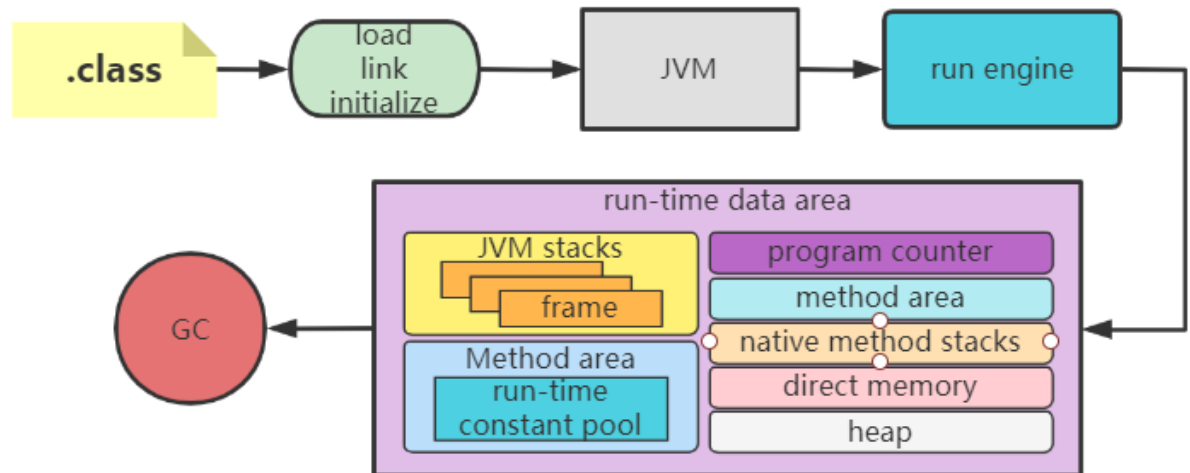 .class
load
link
initialize
JVM
run engine
run-time data area
JVM stacks
frame
Method area
run-time
constant pool
program counter
method area
native method stacks
direct memory
heap
GC